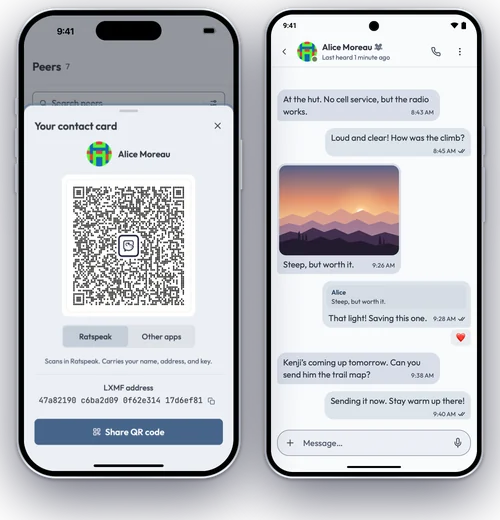 9:41
Peers 7
Search peers
Your contact card
Alice Moreau
Ratspeak
Other apps
Scans in Ratspeak. Carries your name, address, and key.
LXMF address
47a82190 c6ba2d09 0f62e314 17d6ef81
Share QR code
9:41
Alice Moreau
Last heard 1 minute ago
At the hut. No cell service, but the radio
works.
8:43 AM
Loud and clear! How was the climb?
8:45 AM
Steep, but worth it.
9:26 AM
Alice
Steep, but worth it.
That light! Saving this one.
9:28 AM
Kenji's coming up tomorrow. Can you
send him the trail map?
9:38 AM
Sending it now. Stay warm up there!
9:40 AM
Message...